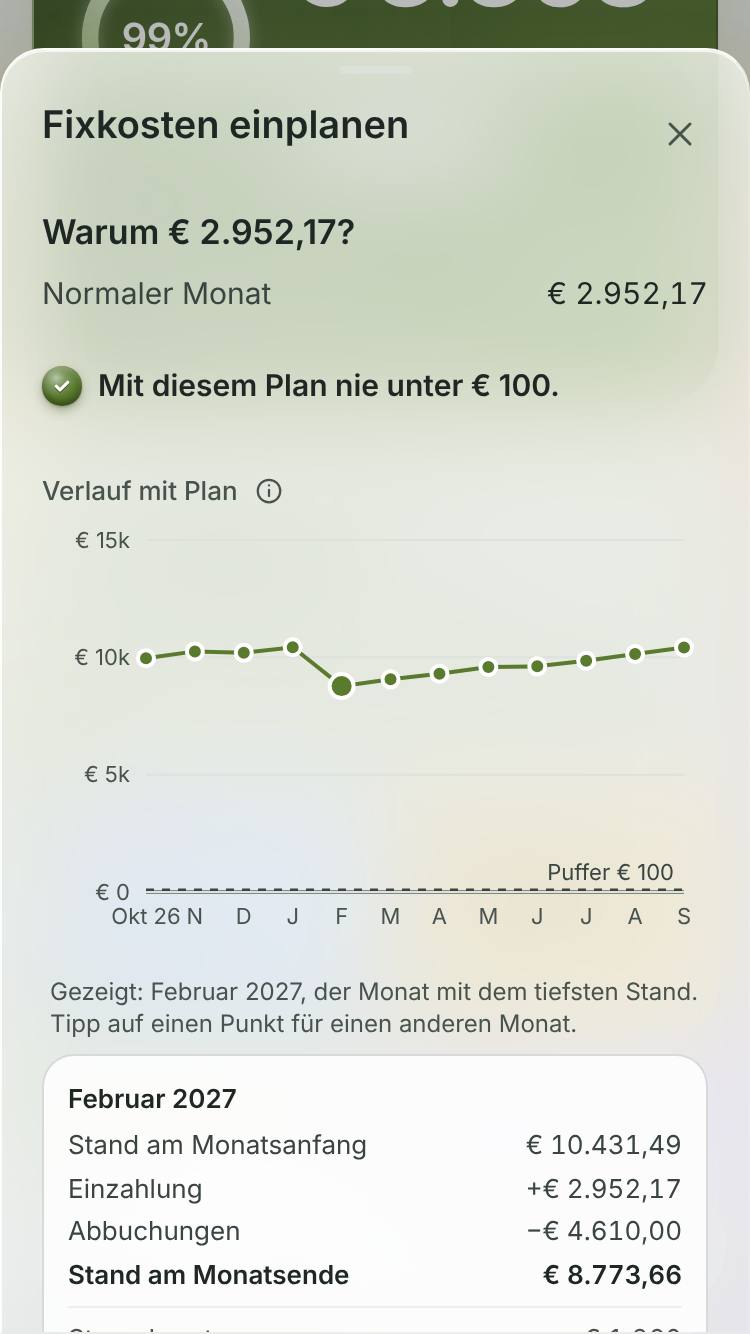 99%
Fixkosten einplanen
Warum € 2.952,17?
Normaler Monat € 2.952,17
Mit diesem Plan nie unter € 100.
Verlauf mit Plan
€ 15k
€ 10k
€ 5k
Puffer € 100
€ 0
Okt 26 N D J F M A M J J A S
Gezeigt: Februar 2027, der Monat mit dem tiefsten Stand.
Tipp auf einen Punkt für einen anderen Monat.
Februar 2027
Stand am Monatsanfang € 10.431,49
Einzahlung +€ 2.952,17
Abbuchungen −€ 4.610,00
Stand am Monatsende € 8.773,66